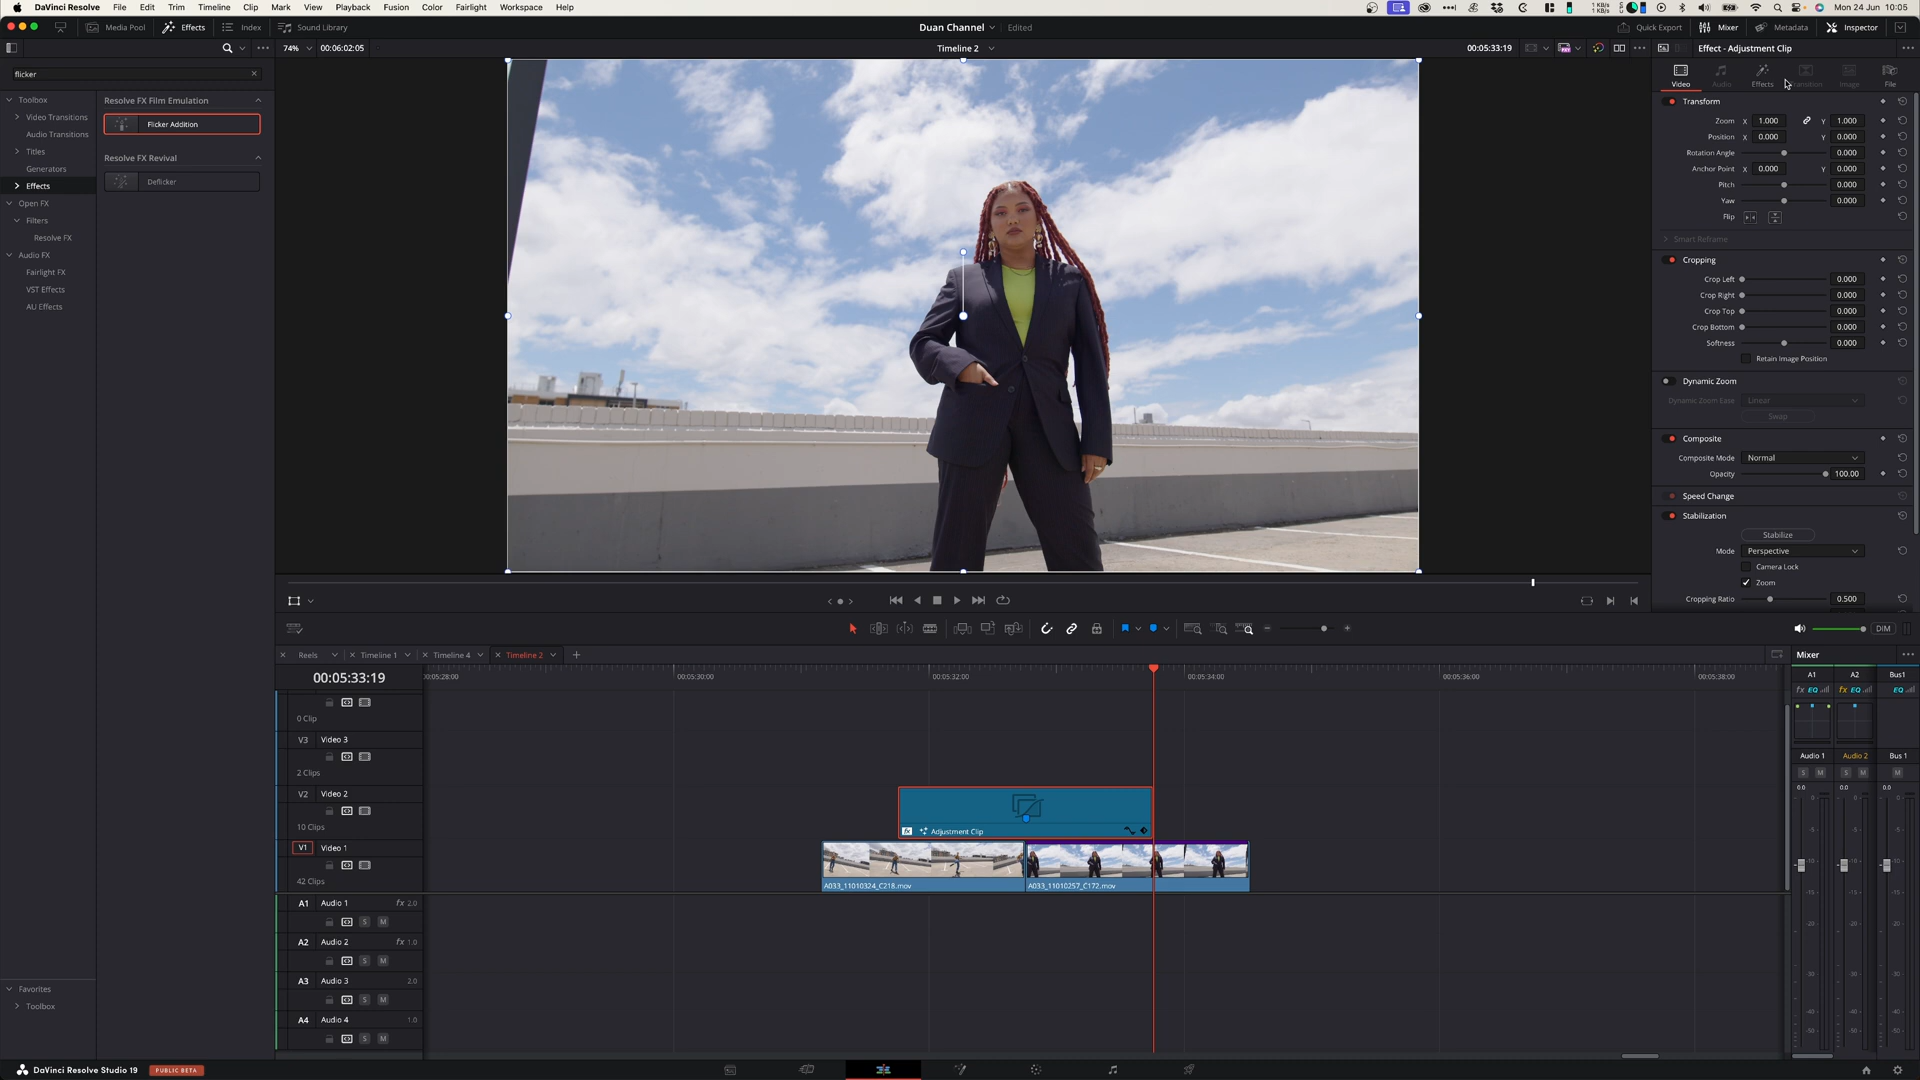 DaVinci Resolve File Edit Trim Timeline Clip Mark View Playback Fusion Color Fairlight Workspace Help
Mon 24 Jun 10:05
Media Pool Effects Index Sound Library
Duan Channel Edited
Quick Export Mixer Metadata Inspector
74% 00:06:02:05
Timeline 2
00:05:33:19
Effect - Adjustment Clip
flicker
Video Audio Effects Transition Image File
Toolbox
Video Transitions
Audio Transitions
Titles
Generators
Effects
Open FX
Filters
Resolve FX
Audio FX
Fairlight FX
VST Effects
AU Effects
Resolve FX Film Emulation
Flicker Addition
Resolve FX Revival
Deflicker
Transform
Zoom X 1.000 Y 1.000
Position X 0.000 Y 0.000
Rotation Angle 0.000
Anchor Point X 0.000 Y 0.000
Pitch 0.000
Yaw 0.000
Flip
Smart Reframe
Cropping
Crop Left 0.000
Crop Right 0.000
Crop Top 0.000
Crop Bottom 0.000
Softness 0.000
Retain Image Position
Dynamic Zoom
Dynamic Zoom Ease Linear
Swap
Composite
Composite Mode Normal
Opacity 100.00
Speed Change
Stabilization
Stabilize
Mode Perspective
Camera Lock
Zoom
Cropping Ratio 0.500
DIM
Reels Timeline 1 Timeline 4 Timeline 2
Mixer
00:05:33:19
00:05:28:00 00:05:30:00 00:05:32:00 00:05:34:00 00:05:36:00 00:05:38:00
A1 A2 Bus1
fx EQ fx EQ EQ
0 Clip
V3 Video 3
2 Clips
V2 Video 2
10 Clips
V1 Video 1
42 Clips
fx Adjustment Clip
A033_11010324_C218.mov
A033_11010257_C172.mov
Audio 1 Audio 2 Bus 1
S M S M M
0.0 0.0 0.0
A1 Audio 1 fx 2.0
S M
A2 Audio 2 fx 1.0
S M
A3 Audio 3 2.0
S M
A4 Audio 4 1.0
S M
Favorites
Toolbox
DaVinci Resolve Studio 19 PUBLIC BETA